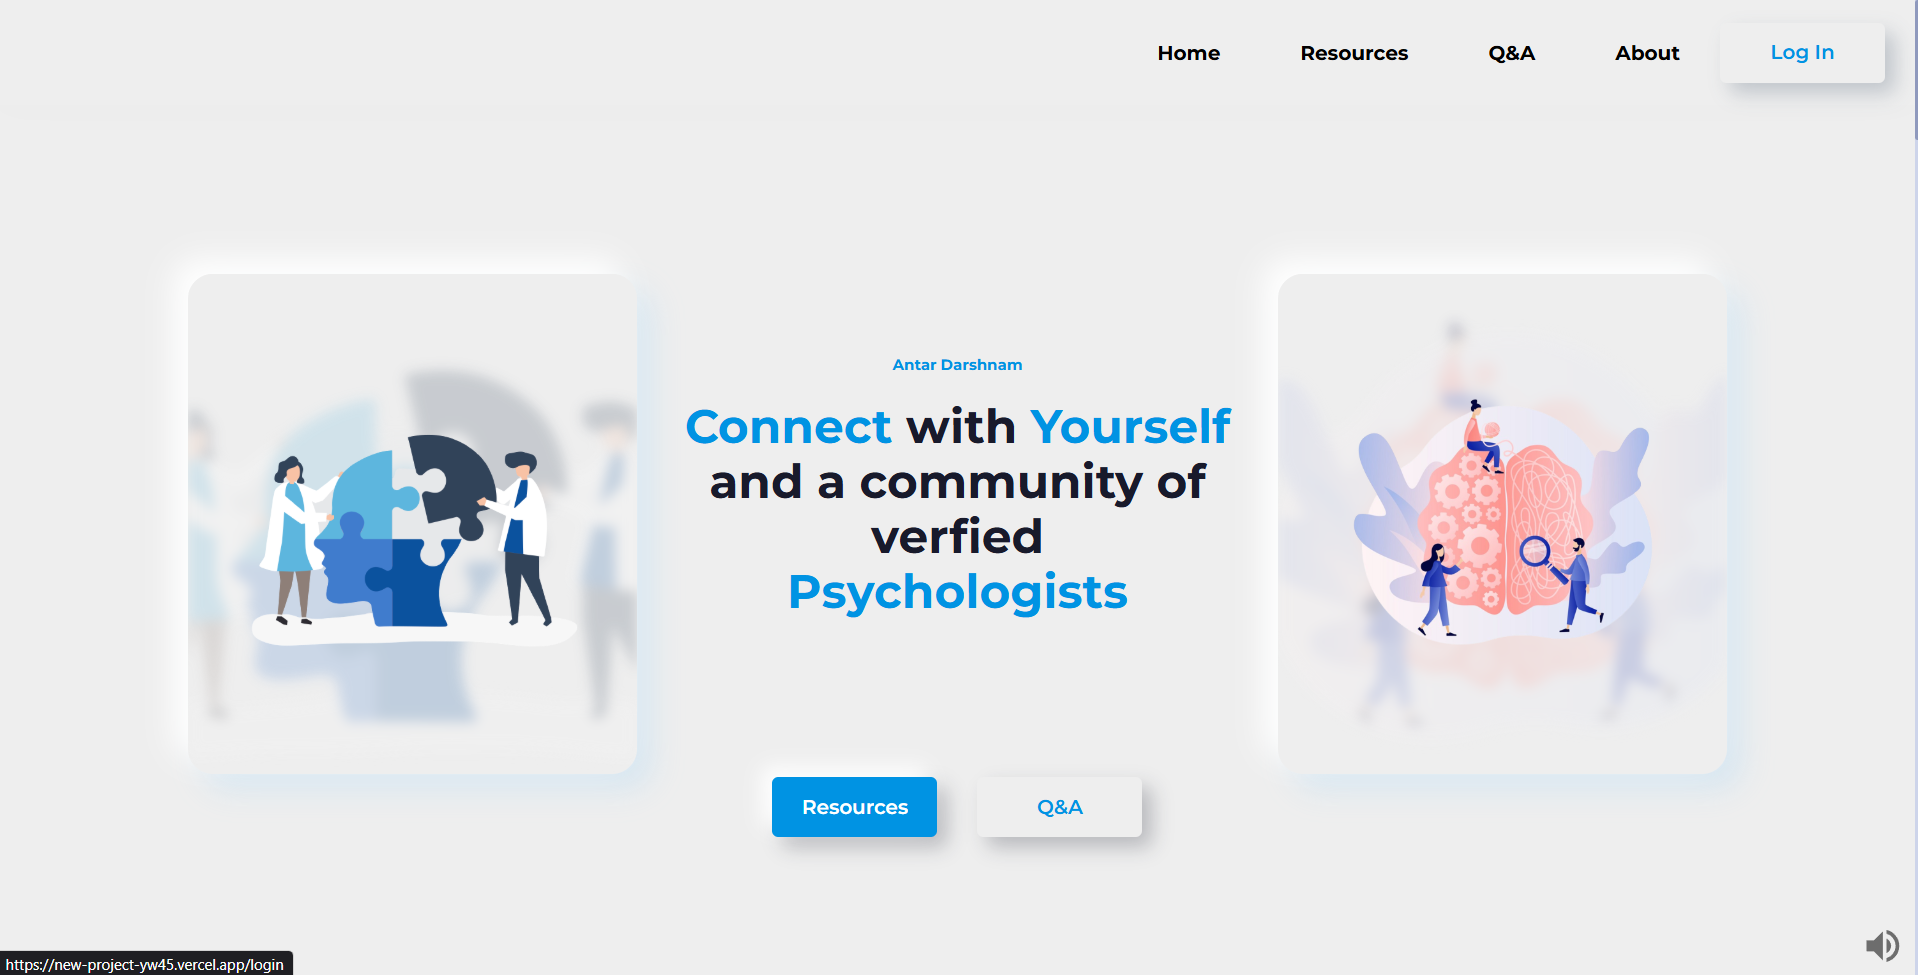 Home Resources Q&A About Log In
Antar Darshnam
Connect with Yourself
and a community of
verfied
Psychologists
Resources Q&A
https://new-project-yw45.vercel.app/login